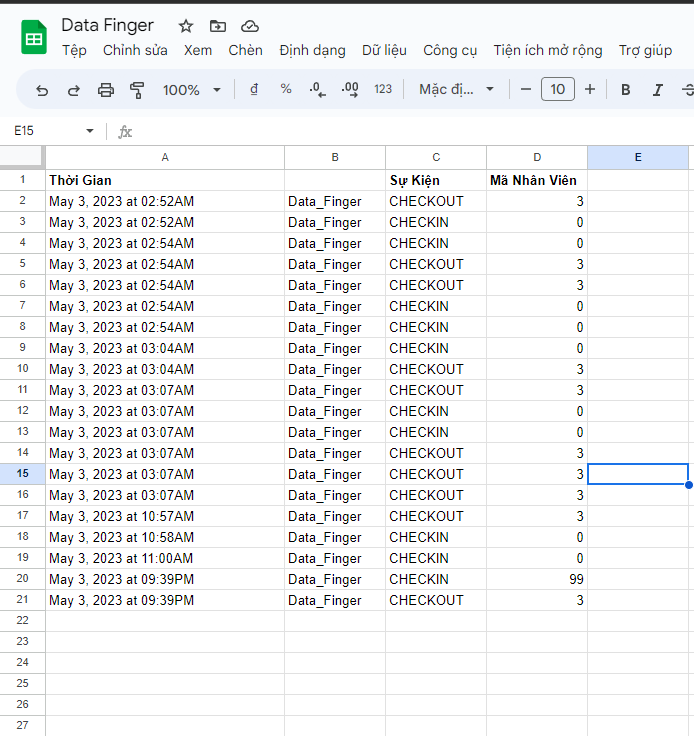 Data Finger
Tệp Chỉnh sửa Xem Chèn Định dạng Dữ liệu Công cụ Tiện ích mở rộng Trợ giúp
100% đ % .0 .00 123 Mặc đị... 10 B I S
E15 fx
A B C D E
1 Thời Gian Sự Kiện Mã Nhân Viên
2 May 3, 2023 at 02:52AM Data_Finger CHECKOUT 3
3 May 3, 2023 at 02:52AM Data_Finger CHECKIN 0
4 May 3, 2023 at 02:54AM Data_Finger CHECKIN 0
5 May 3, 2023 at 02:54AM Data_Finger CHECKOUT 3
6 May 3, 2023 at 02:54AM Data_Finger CHECKOUT 3
7 May 3, 2023 at 02:54AM Data_Finger CHECKIN 0
8 May 3, 2023 at 02:54AM Data_Finger CHECKIN 0
9 May 3, 2023 at 03:04AM Data_Finger CHECKIN 0
10 May 3, 2023 at 03:04AM Data_Finger CHECKOUT 3
11 May 3, 2023 at 03:07AM Data_Finger CHECKOUT 3
12 May 3, 2023 at 03:07AM Data_Finger CHECKIN 0
13 May 3, 2023 at 03:07AM Data_Finger CHECKIN 0
14 May 3, 2023 at 03:07AM Data_Finger CHECKOUT 3
15 May 3, 2023 at 03:07AM Data_Finger CHECKOUT 3
16 May 3, 2023 at 03:07AM Data_Finger CHECKOUT 3
17 May 3, 2023 at 10:57AM Data_Finger CHECKOUT 3
18 May 3, 2023 at 10:58AM Data_Finger CHECKIN 0
19 May 3, 2023 at 11:00AM Data_Finger CHECKIN 0
20 May 3, 2023 at 09:39PM Data_Finger CHECKIN 99
21 May 3, 2023 at 09:39PM Data_Finger CHECKOUT 3
22
23
24
25
26
27